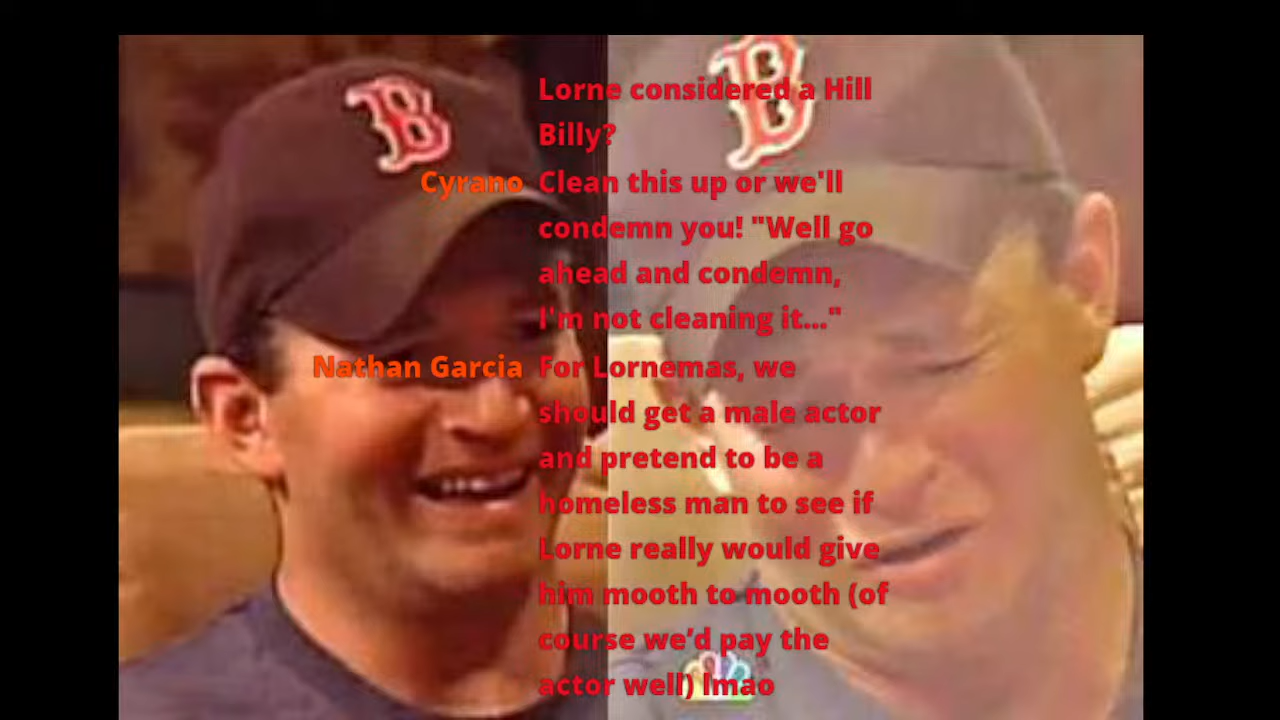 B
B
Lorne considered a Hill
Billy?
Cyrano Clean this up or we'll
condemn you! "Well go
ahead and condemn,
I'm not cleaning it..."
Nathan Garcia For Lornemas, we
should get a male actor
and pretend to be a
homeless man to see if
Lorne really would give
him mooth to mooth (of
course we’d pay the
actor well) lmao